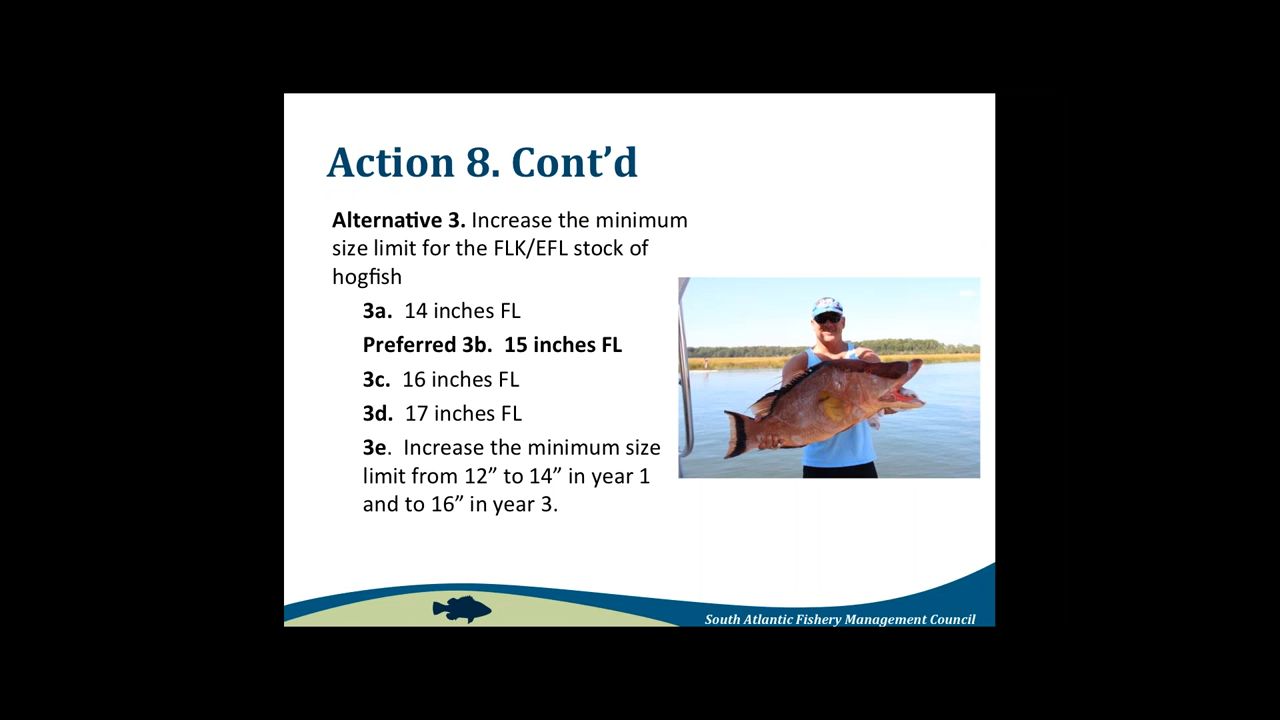 Action 8. Cont’d
Alternative 3. Increase the minimum
size limit for the FLK/EFL stock of
hogfish
3a.  14 inches FL
Preferred 3b.  15 inches FL
3c.  16 inches FL
3d.  17 inches FL
3e.  Increase the minimum size
limit from 12” to 14” in year 1
and to 16” in year 3.
South Atlantic Fishery Management Council